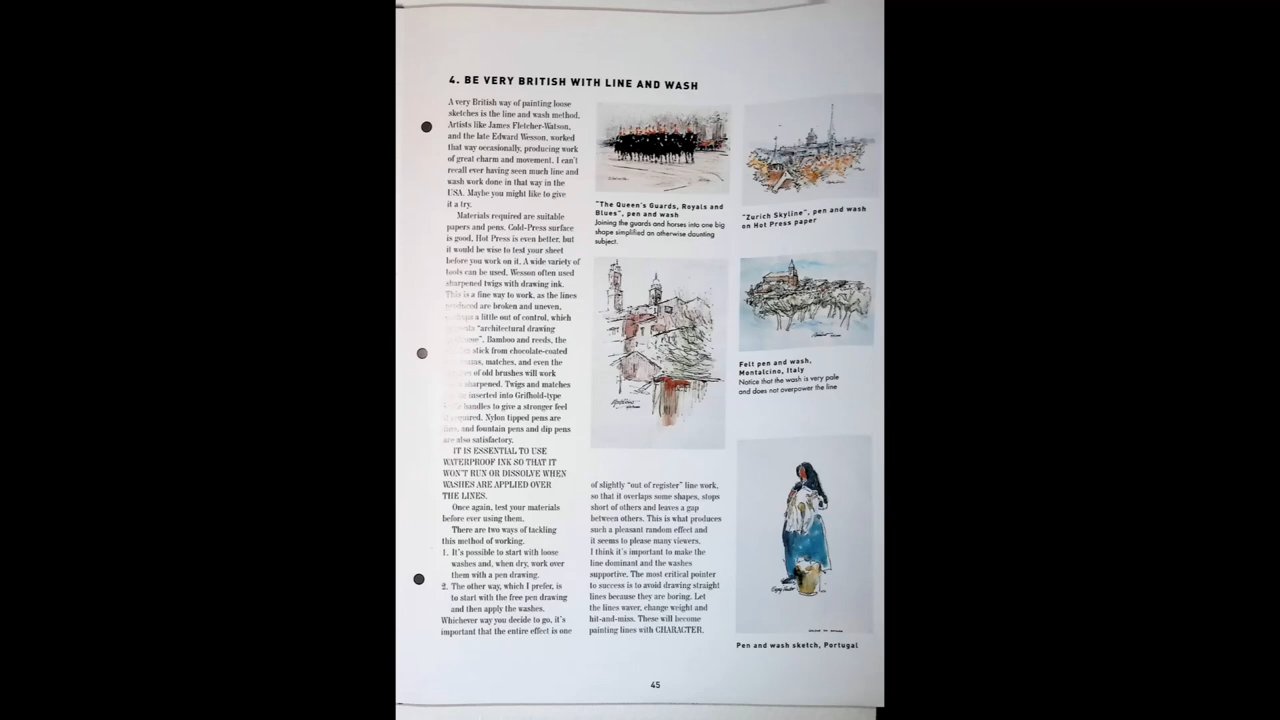 4. BE VERY BRITISH WITH LINE AND WASH
A very British way of painting loose
sketches is the line and wash method.
Artists like James Fletcher-Watson,
and the late Edward Wesson, worked
that way occasionally, producing work
of great charm and movement. I can't
recall ever having seen much line and
wash work done in that way in the
USA. Maybe you might like to give
it a try.
Materials required are suitable
papers and pens. Cold-Press surface
is good, Hot Press is even better, but
it would be wise to test your sheet
before you work on it. A wide variety of
tools can be used. Wesson often used
sharpened twigs with drawing ink.
This is a fine way to work, as the lines
produced are broken and uneven,
a little out of control, which
"architectural drawing
Bamboo and reeds, the
stick from chocolate-coated
matches, and even the
of old brushes will work
sharpened. Twigs and matches
inserted into Grifhold-type
handles to give a stronger feel
required. Nylon tipped pens are
fine, and fountain pens and dip pens
are also satisfactory.
IT IS ESSENTIAL TO USE
WATERPROOF INK SO THAT IT
WON'T RUN OR DISSOLVE WHEN
WASHES ARE APPLIED OVER
THE LINES.
Once again, test your materials
before ever using them.
There are two ways of tackling
this method of working.
1. It's possible to start with loose
washes and, when dry, work over
them with a pen drawing.
2. The other way, which I prefer, is
to start with the free pen drawing
and then apply the washes.
Whichever way you decide to go, it's
important that the entire effect is one
of slightly "out of register" line work,
so that it overlaps some shapes, stops
short of others and leaves a gap
between others. This is what produces
such a pleasant random effect and
it seems to please many viewers.
I think it's important to make the
line dominant and the washes
supportive. The most critical pointer
to success is to avoid drawing straight
lines because they are boring. Let
the lines waver, change weight and
hit-and-miss. These will become
painting lines with CHARACTER.
"The Queen's Guards, Royals and
Blues", pen and wash
Joining the guards and horses into one big
shape simplified an otherwise daunting
subject.
"Zurich Skyline", pen and wash
on Hot Press paper
Felt pen and wash,
Montalcino, Italy
Notice that the wash is very pale
and does not overpower the line
Pen and wash sketch, Portugal
45